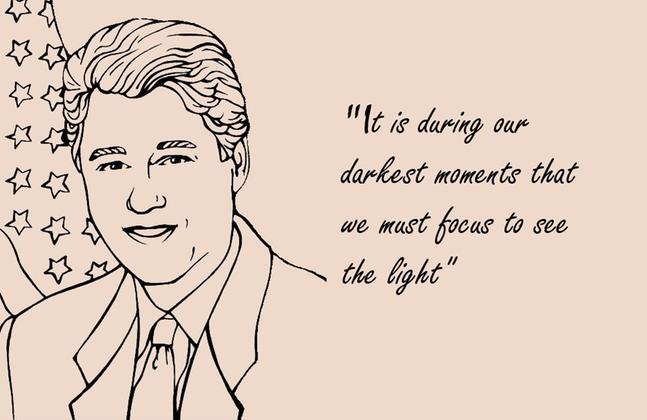 "It is during our
darkest moments that
we must focus to see
the light"